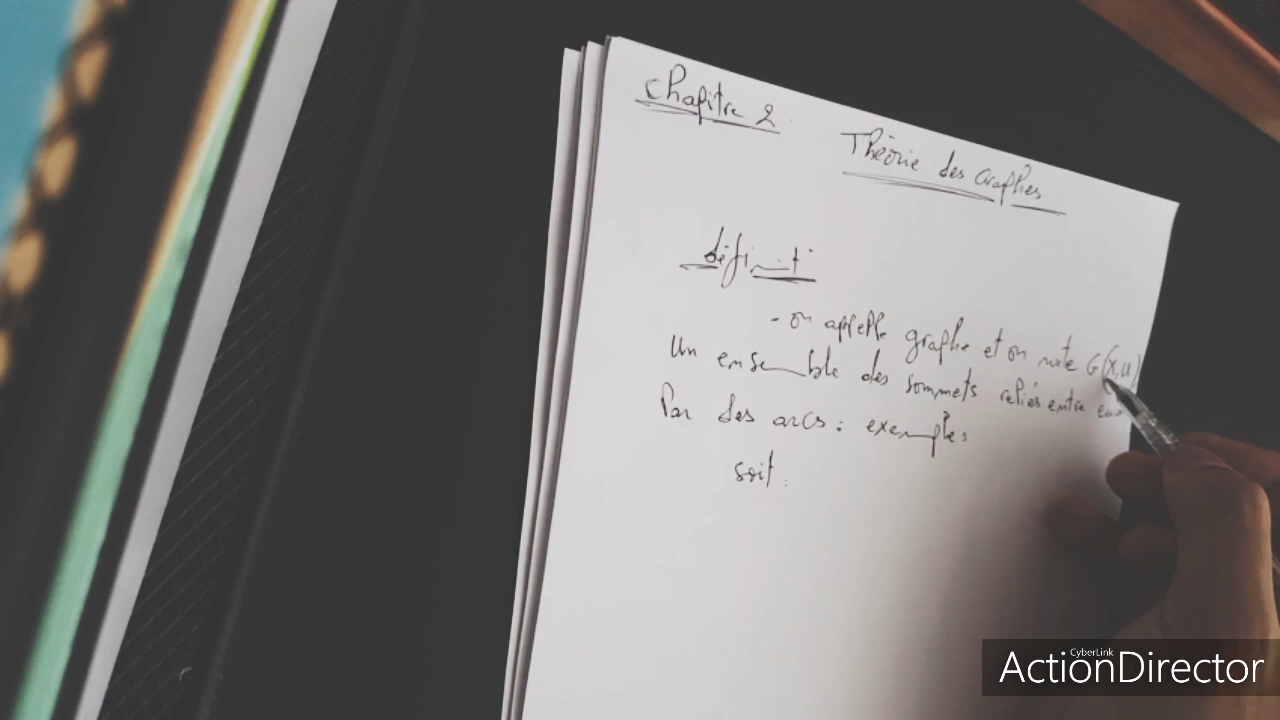 Chapitre 2.
Théorie des Graphes.
définit°
- on appelle graphe et on note G(X,U)
Un ensemble des sommets reliés entre eux
Par des arcs : exemples
soit :
CyberLink
ActionDirector